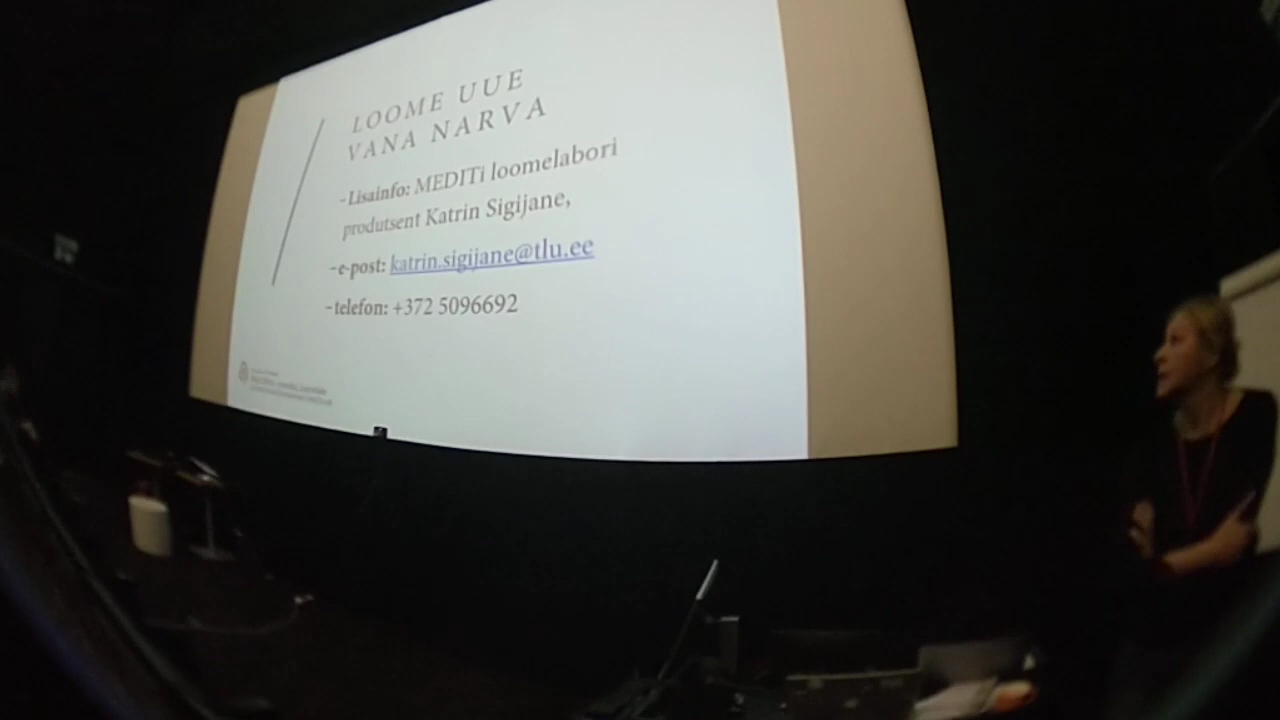 LOOME UUE
VANA NARVA
-Lisainfo: MEDITi loomelabori
produtsent Katrin Sigijane,
-e-post: katrin.sigijane@tlu.ee
-telefon: +372 5096692